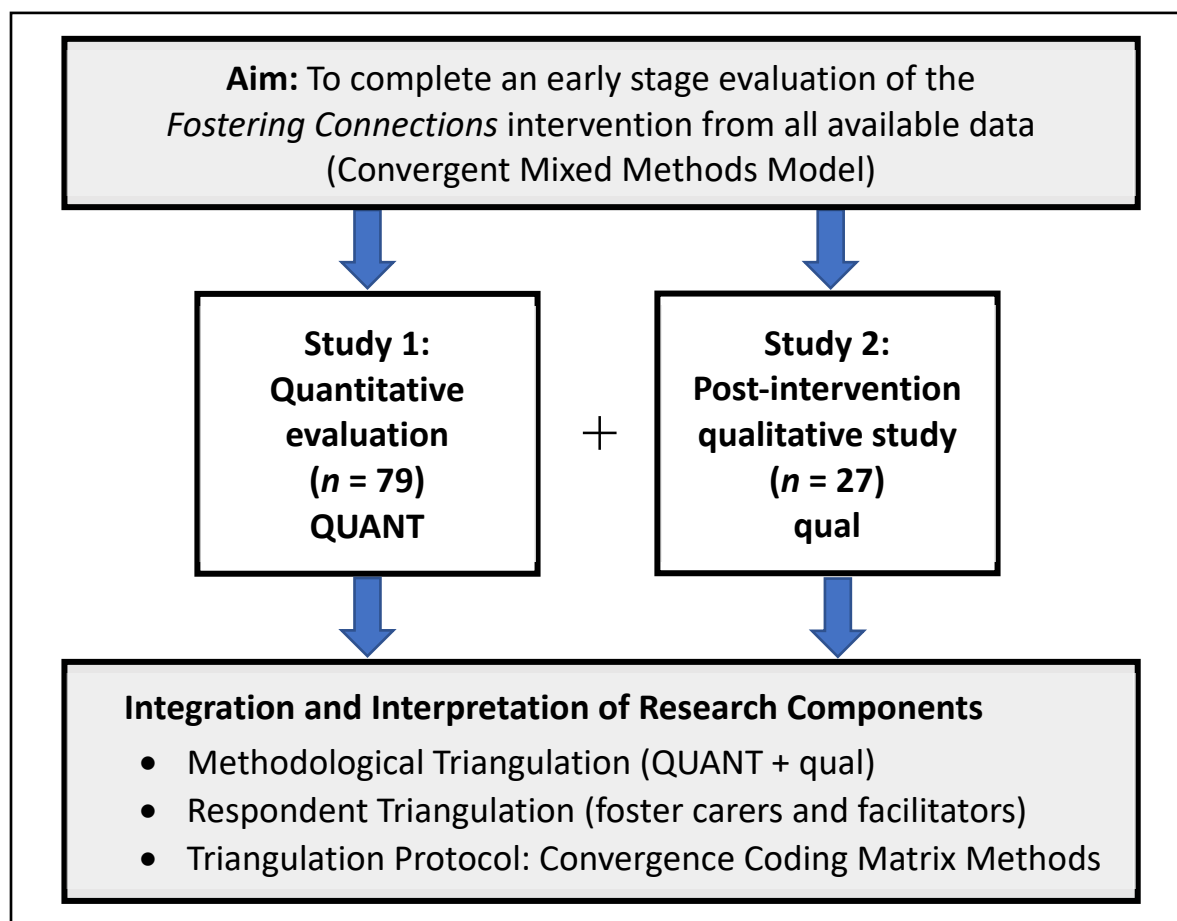 Aim: To complete an early stage evaluation of the
Fostering Connections intervention from all available data
(Convergent Mixed Methods Model)
Study 1:
Quantitative
evaluation
(n = 79)
QUANT
+
Study 2:
Post-intervention
qualitative study
(n = 27)
qual
Integration and Interpretation of Research Components
• Methodological Triangulation (QUANT + qual)
• Respondent Triangulation (foster carers and facilitators)
• Triangulation Protocol: Convergence Coding Matrix Methods